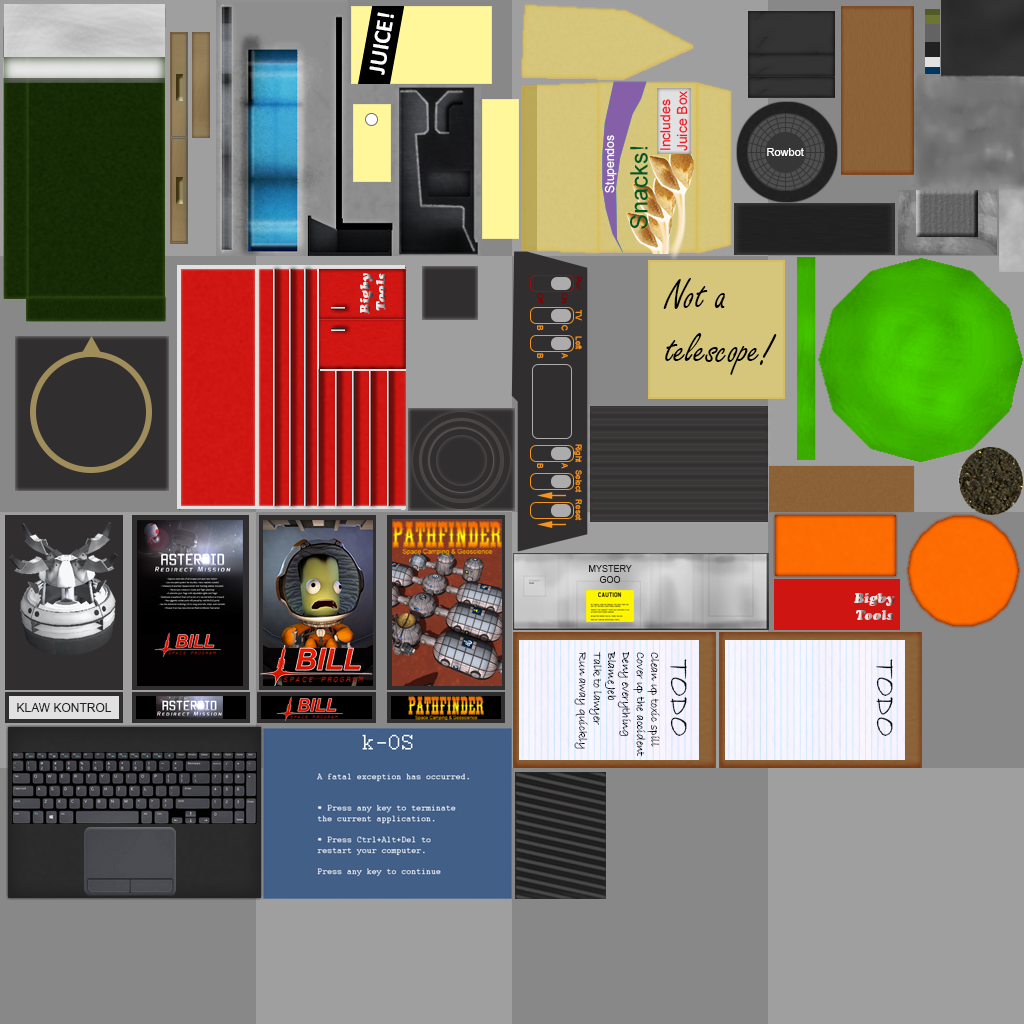 JUICE!
Stupendos
Snacks!
Includes
Juice Box
Rowbot
Bigby
Tools
TV
B
C
Left
B
A
Right
B
A
Select
Reset
Not a
telescope!
ASTEROID
REDIRECT MISSION
BILL
SPACE PROGRAM
BILL
SPACE PROGRAM
PATHFINDER
Space Camping & Geoscience
MYSTERY
GOO
CAUTION
Bigby
Tools
KLAW KONTROL
ASTEROID
REDIRECT MISSION
BILL
SPACE PROGRAM
PATHFINDER
Space Camping & Geoscience
TODO
Clean up toxic spill
Cover up the accident
Deny everything
Blame Jeb
Talk to lawyer
Run away quickly
TODO
k-OS
A fatal exception has occurred.
* Press any key to terminate
the current application.
* Press Ctrl+Alt+Del to
restart your computer.
Press any key to continue